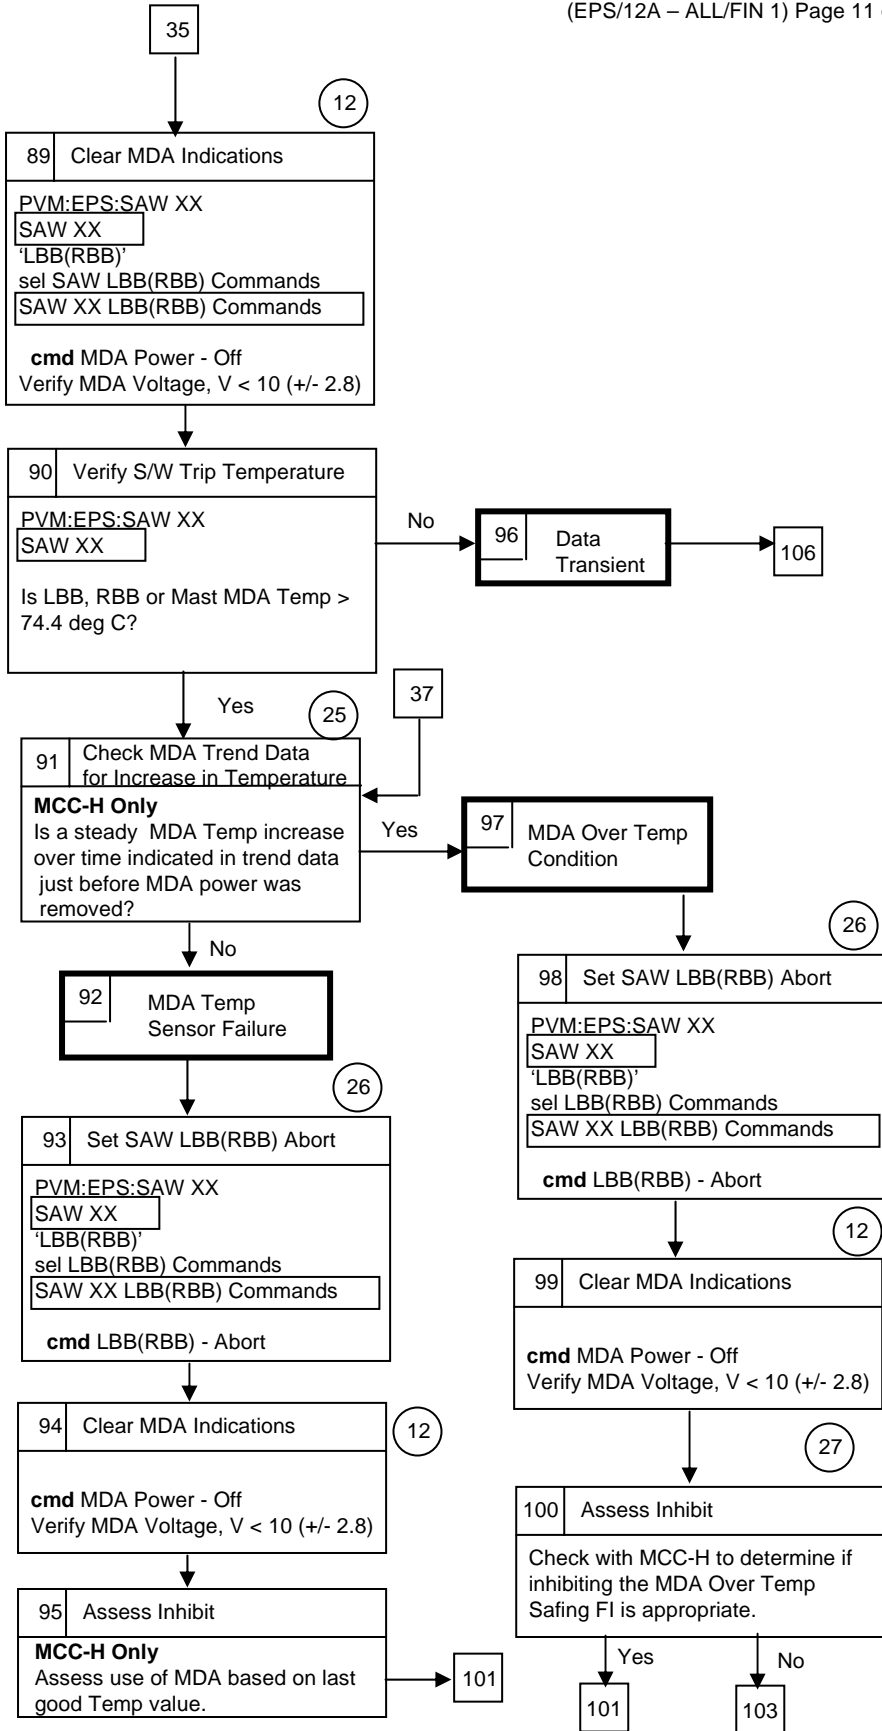 (EPS/12A – ALL/FIN 1) Page 11
35
12
89 Clear MDA Indications
PVM:EPS:SAW XX
SAW XX
‘LBB(RBB)’
sel SAW LBB(RBB) Commands
SAW XX LBB(RBB) Commands
cmd MDA Power - Off
Verify MDA Voltage, V < 10 (+/- 2.8)
90 Verify S/W Trip Temperature
PVM:EPS:SAW XX
SAW XX
Is LBB, RBB or Mast MDA Temp >
74.4 deg C?
No
96 Data
Transient
106
Yes
25
37
91 Check MDA Trend Data
for Increase in Temperature
MCC-H Only
Is a steady MDA Temp increase
over time indicated in trend data
just before MDA power was
removed?
Yes
97 MDA Over Temp
Condition
No
92 MDA Temp
Sensor Failure
26
93 Set SAW LBB(RBB) Abort
PVM:EPS:SAW XX
SAW XX
‘LBB(RBB)’
sel LBB(RBB) Commands
SAW XX LBB(RBB) Commands
cmd LBB(RBB) - Abort
94 Clear MDA Indications
12
cmd MDA Power - Off
Verify MDA Voltage, V < 10 (+/- 2.8)
95 Assess Inhibit
MCC-H Only
Assess use of MDA based on last
good Temp value.
101
26
98 Set SAW LBB(RBB) Abort
PVM:EPS:SAW XX
SAW XX
‘LBB(RBB)’
sel LBB(RBB) Commands
SAW XX LBB(RBB) Commands
cmd LBB(RBB) - Abort
12
99 Clear MDA Indications
cmd MDA Power - Off
Verify MDA Voltage, V < 10 (+/- 2.8)
27
100 Assess Inhibit
Check with MCC-H to determine if
inhibiting the MDA Over Temp
Safing FI is appropriate.
Yes
No
101
103